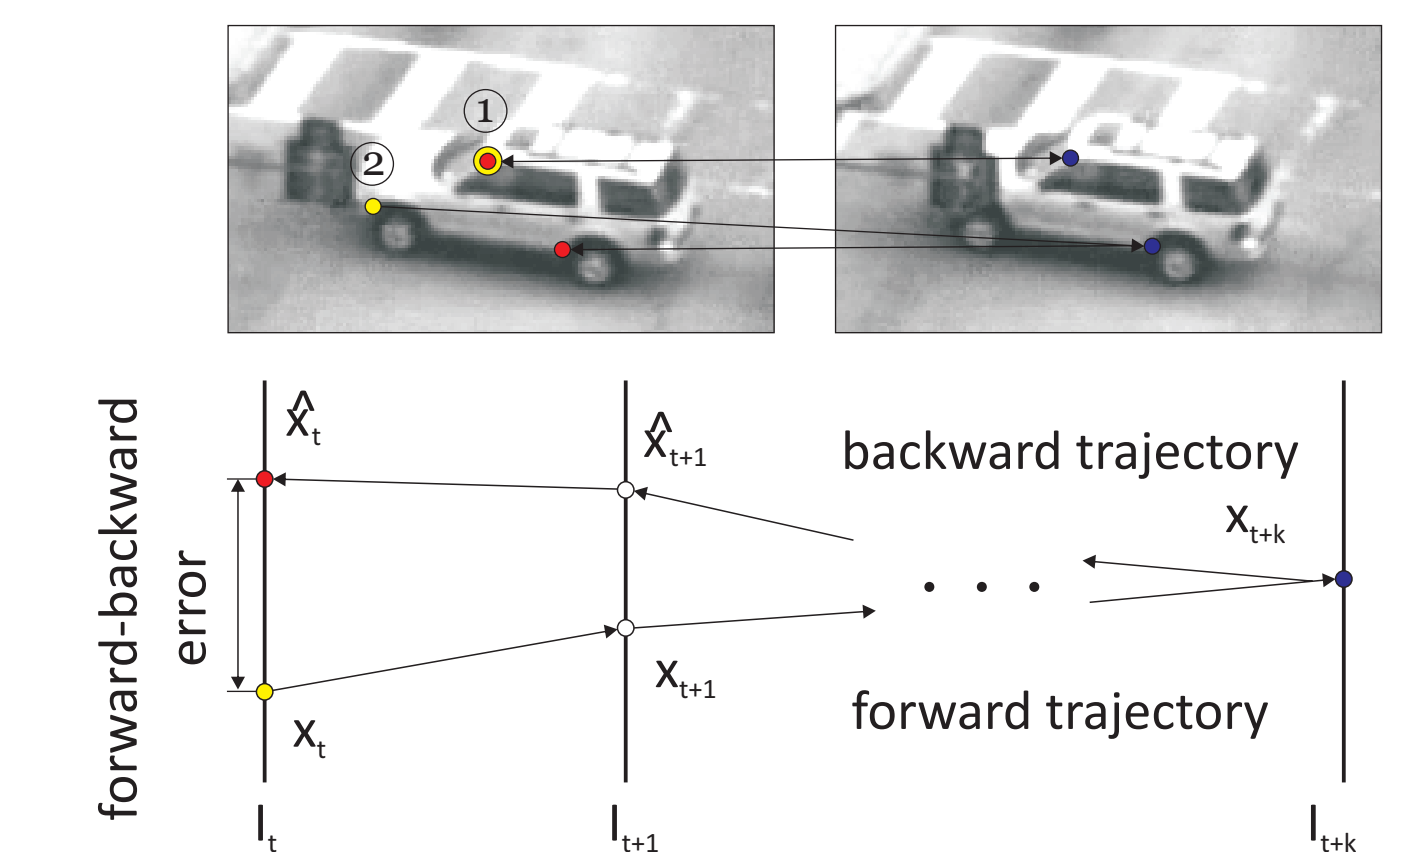 ①
②
x̂t
x̂t+1
backward trajectory
xt+k
forward-backward
error
xt+1
forward trajectory
xt
It
It+1
It+k